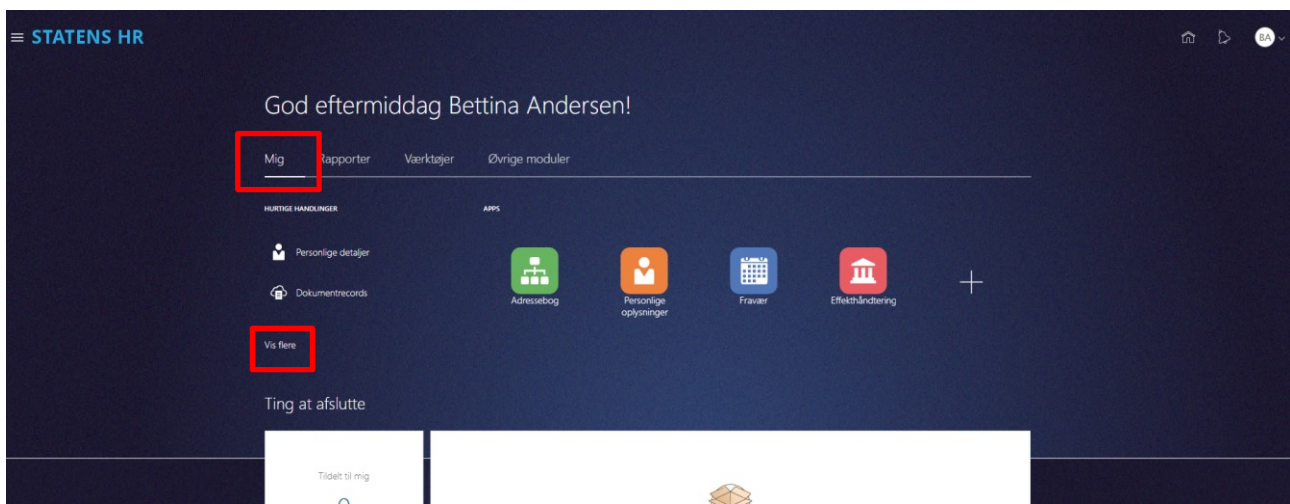 STATENS HR
BA
God eftermiddag Bettina Andersen!
Mig Rapporter Værktøjer Øvrige moduler
HURTIGE HANDLINGER
Personlige detaljer
Dokumentrecords
Vis flere
APPS
Adressebog
Personlige
oplysninger
Fravær
Effekthåndtering
Ting at afslutte
Tildelt til mig